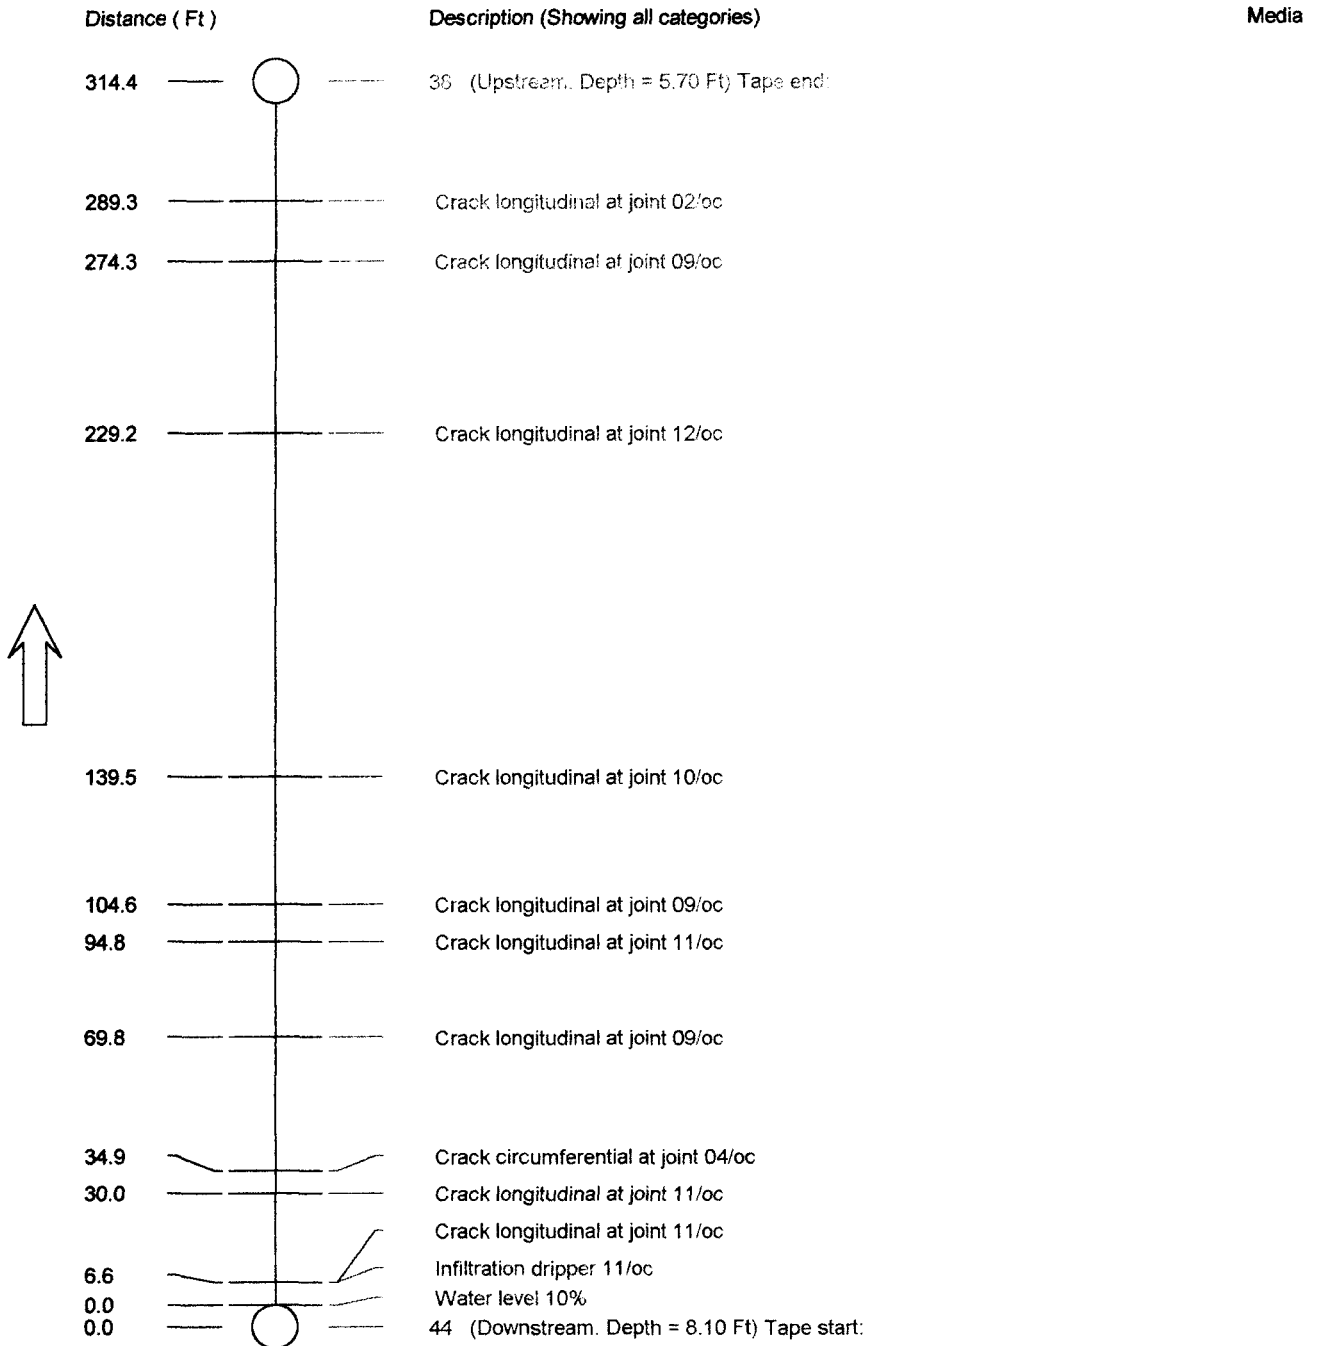 Distance ( Ft ) Description (Showing all categories) Media
314.4 38 (Upstream. Depth = 5.70 Ft) Tape end:
289.3 Crack longitudinal at joint 02/oc
274.3 Crack longitudinal at joint 09/oc
229.2 Crack longitudinal at joint 12/oc
139.5 Crack longitudinal at joint 10/oc
104.6 Crack longitudinal at joint 09/oc
94.8 Crack longitudinal at joint 11/oc
69.8 Crack longitudinal at joint 09/oc
34.9 Crack circumferential at joint 04/oc
30.0 Crack longitudinal at joint 11/oc
Crack longitudinal at joint 11/oc
6.6 Infiltration dripper 11/oc
0.0 Water level 10%
0.0 44 (Downstream. Depth = 8.10 Ft) Tape start: